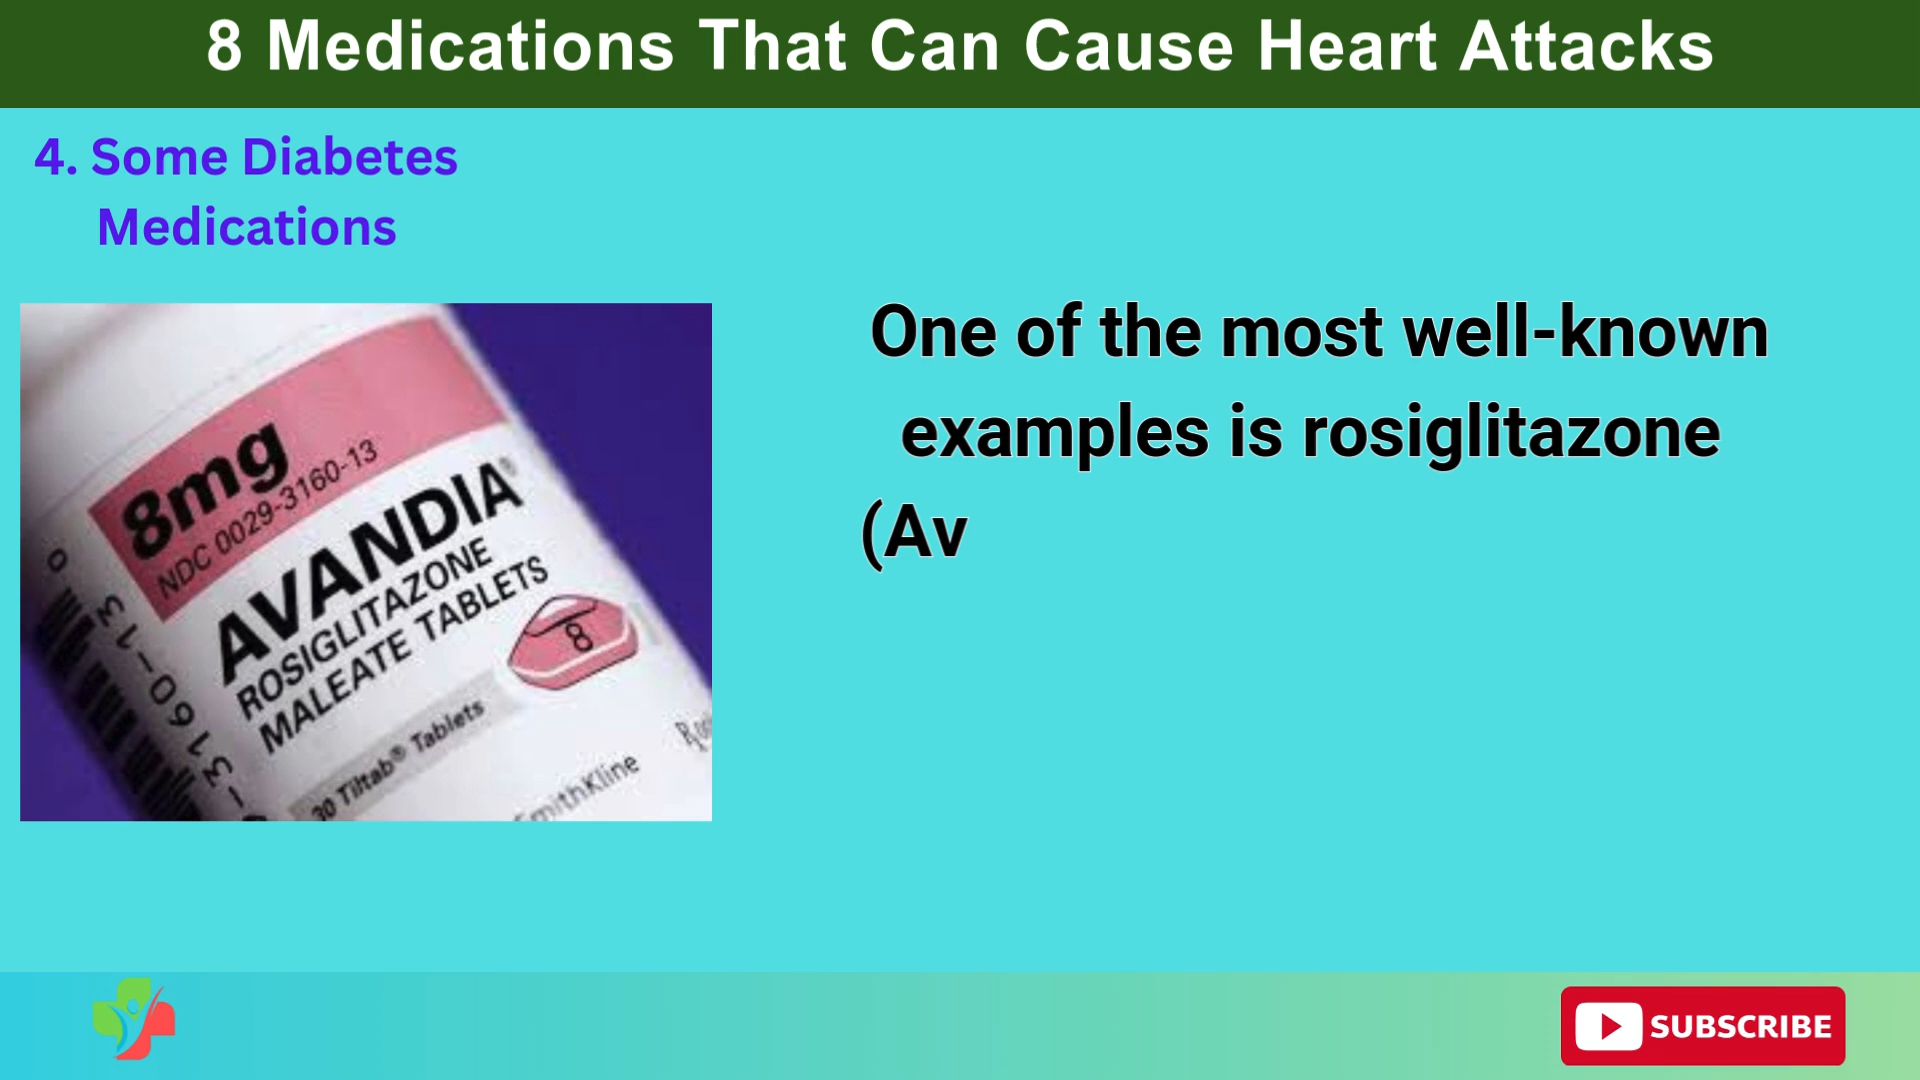 8 Medications That Can Cause Heart Attacks
4. Some Diabetes
Medications
One of the most well-known
examples is rosiglitazone
(Av
8mg
NDC 0029-3160-13
AVANDIA®
ROSIGLITAZONE
MALEATE TABLETS
8
30 Tiltab® Tablets
SmithKline
SUBSCRIBE